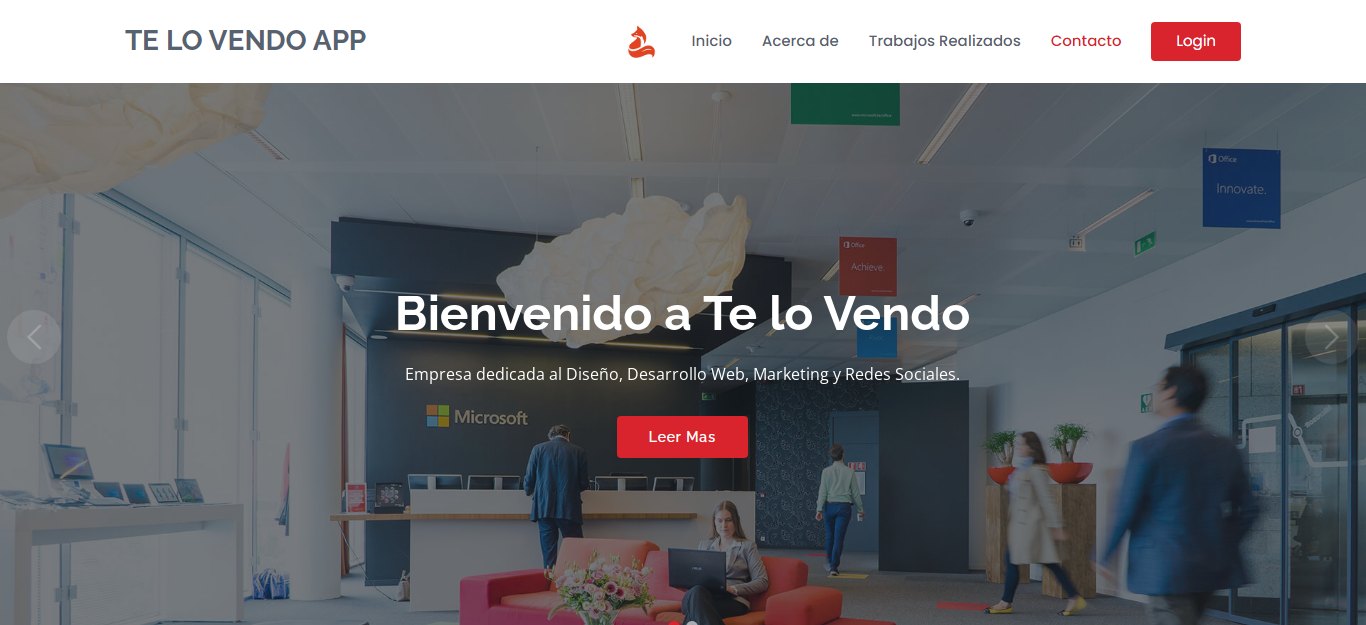 TE LO VENDO APP
Inicio
Acerca de
Trabajos Realizados
Contacto
Login
Office
Innovate.
Office
Achieve.
Bienvenido a Te lo Vendo
Empresa dedicada al Diseño, Desarrollo Web, Marketing y Redes Sociales.
Microsoft
Leer Mas